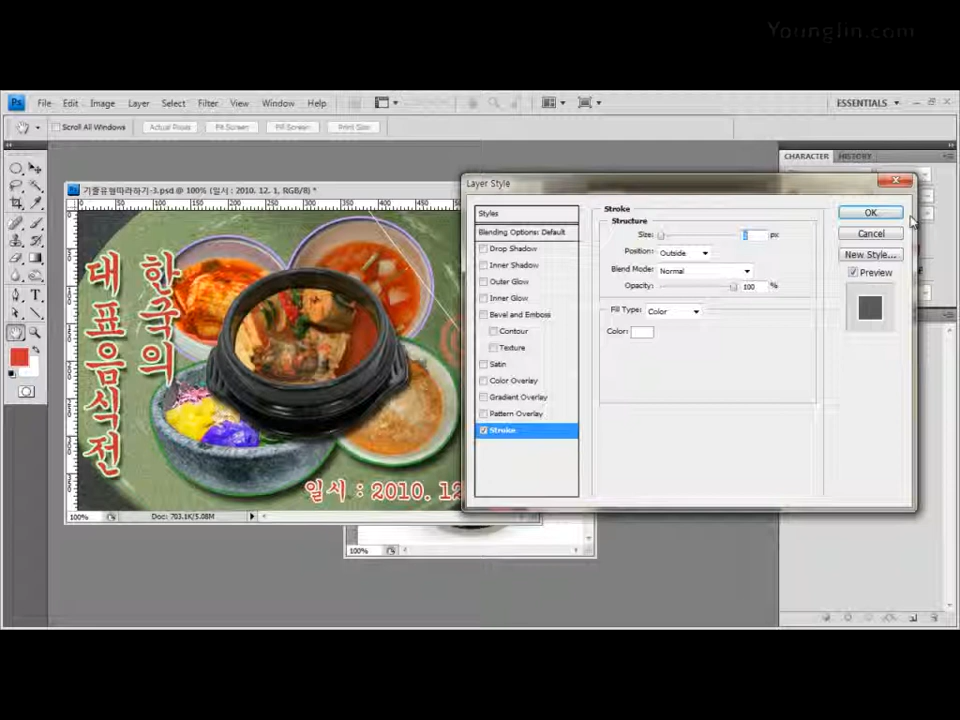 Younglin.com
Ps File Edit Image Layer Select Filter View Window Help
ESSENTIALS
Scroll All Windows Actual Pixels Fit Screen Fill Screen Print Size
CHARACTER HISTORY
기출유형따라하기-3.psd @ 100% (일시 : 2010. 12. 1, RGB/8) *
한국의
대표음식전
일시 : 2010. 12
100% Doc: 703.1K/5.08M
100%
Layer Style
Styles
Blending Options: Default
Drop Shadow
Inner Shadow
Outer Glow
Inner Glow
Bevel and Emboss
Contour
Texture
Satin
Color Overlay
Gradient Overlay
Pattern Overlay
Stroke
Stroke
Structure
Size: 2 px
Position: Outside
Blend Mode: Normal
Opacity: 100 %
Fill Type: Color
Color:
OK
Cancel
New Style...
Preview